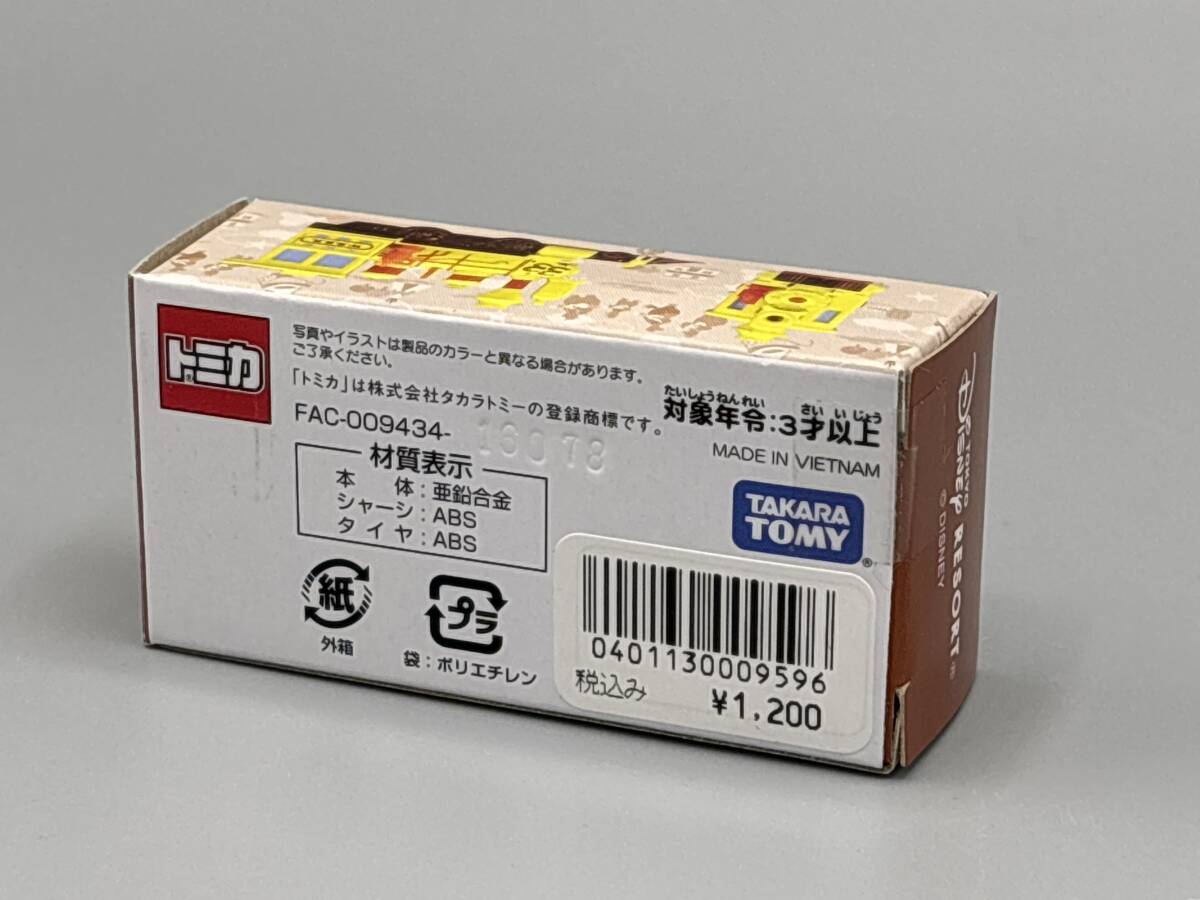 トミカ
®
写真やイラストは製品のカラーと異なる場合があります。
ご了承ください。
「トミカ」は株式会社タカラトミーの登録商標です。
FAC-009434-
16078
たいしょうねんれい さい いじょう
対象年令:3才以上
MADE IN VIETNAM
材質表示
本体:亜鉛合金
シャーシ:ABS
タイヤ:ABS
TAKARA
TOMY
®
紙
外箱
プラ
袋:ポリエチレン
0401130009596
税込み
¥1,200
TOKYO
DISNEY RESORT®
© DISNEY